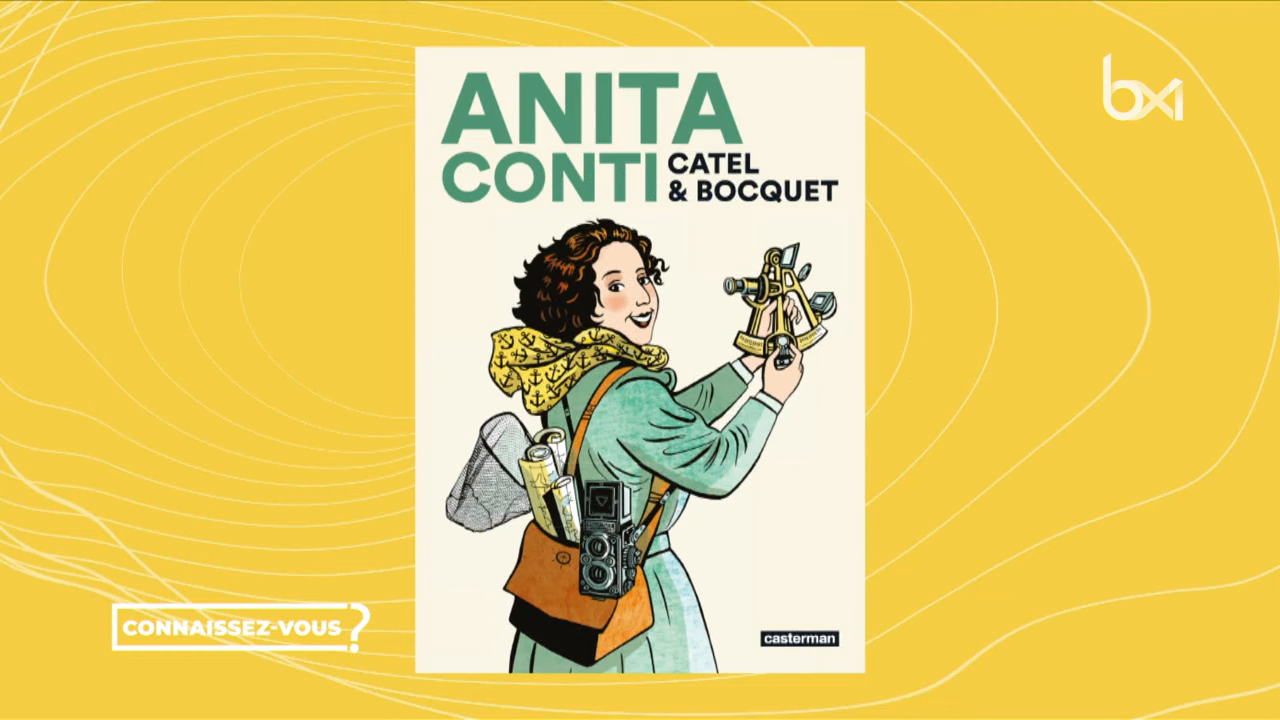 ANITA
CONTI
CATEL
& BOCQUET
casterman
CONNAISSEZ-VOUS ?
bx1